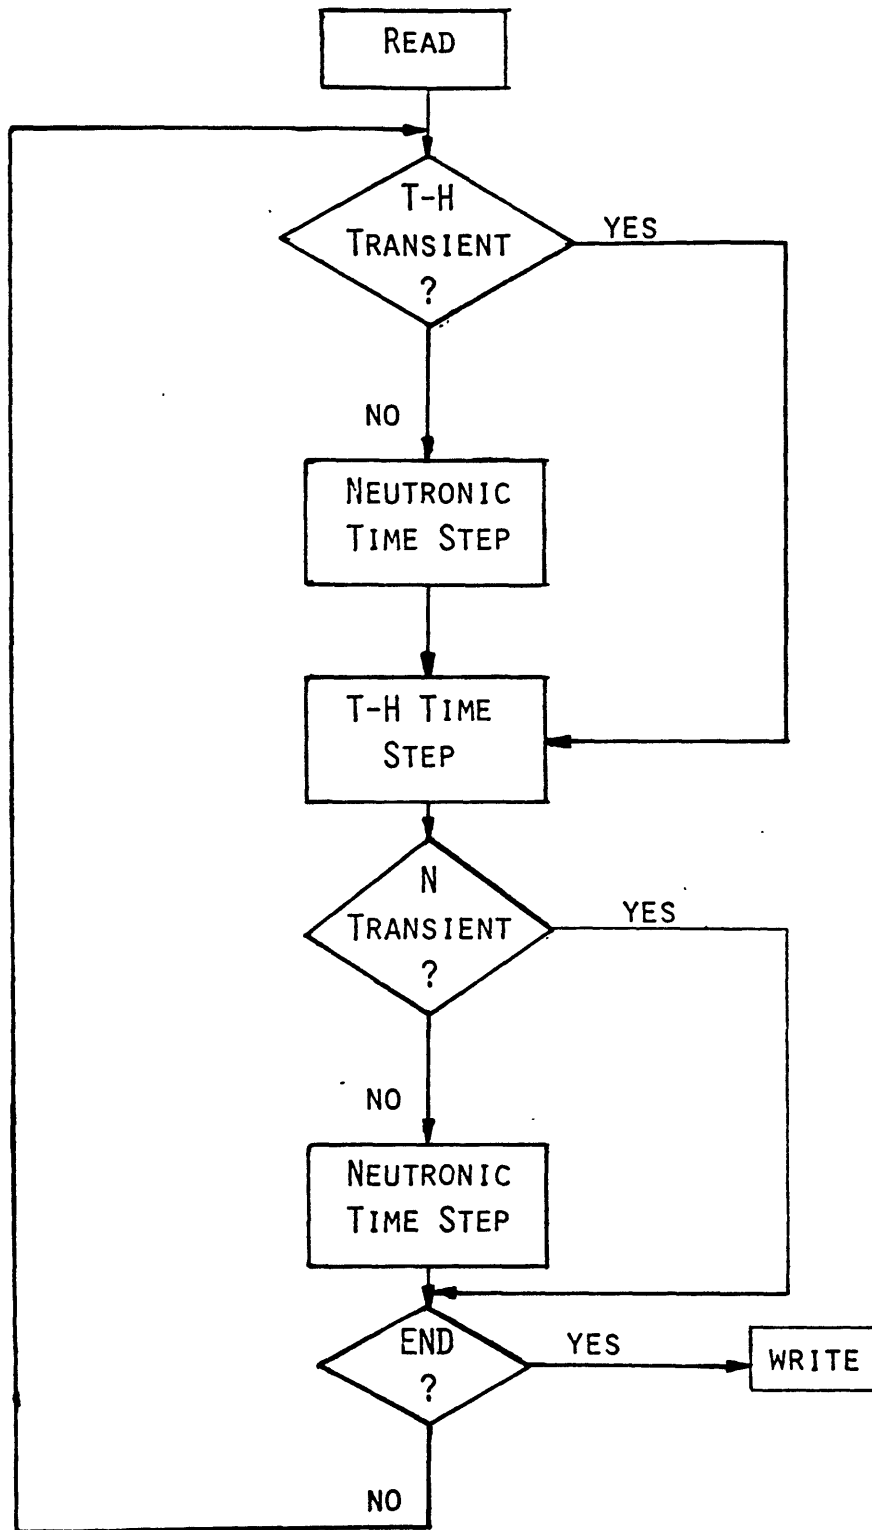 READ
T-H
TRANSIENT
?
YES
NO
NEUTRONIC
TIME STEP
T-H TIME
STEP
N
TRANSIENT
?
YES
NO
NEUTRONIC
TIME STEP
END
?
YES
WRITE
NO